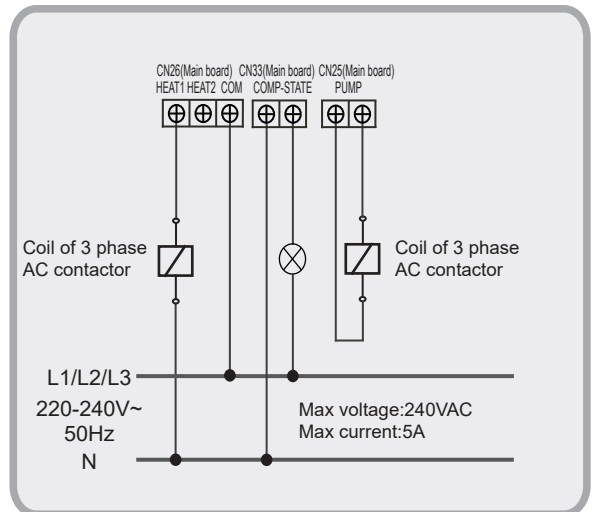 CN26(Main board) CN33(Main board) CN25(Main board)
HEAT1 HEAT2 COM COMP-STATE PUMP
Coil of 3 phase
AC contactor
Coil of 3 phase
AC contactor
L1/L2/L3
220-240V~
50Hz
N
Max voltage:240VAC
Max current:5A